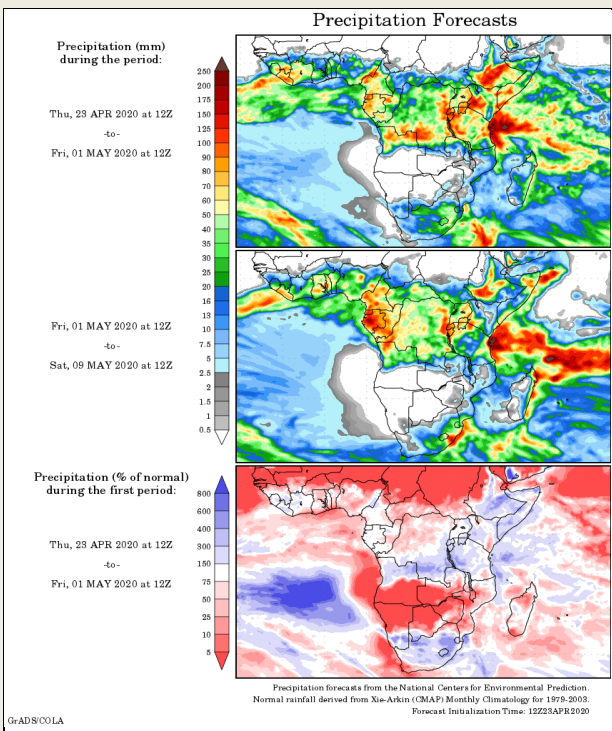 Precipitation Forecasts
Precipitation (mm)
during the period:
Thu, 23 APR 2020 at 12Z
-to-
Fri, 01 MAY 2020 at 12Z
250
200
175
150
125
100
90
80
70
60
50
40
35
30
25
20
16
13
10
7.5
5
2.5
2
1.5
1
0.5
Fri, 01 MAY 2020 at 12Z
-to-
Sat, 09 MAY 2020 at 12Z
Precipitation (% of normal)
during the first period:
Thu, 23 APR 2020 at 12Z
-to-
Fri, 01 MAY 2020 at 12Z
800
600
400
300
150
75
50
25
10
5
Precipitation forecasts from the National Centers for Environmental Prediction.
Normal rainfall derived from Xie-Arkin (CMAP) Monthly Climatology for 1979-2003.
Forecast Initialization Time: 12Z23APR2020
GrADS/COLA